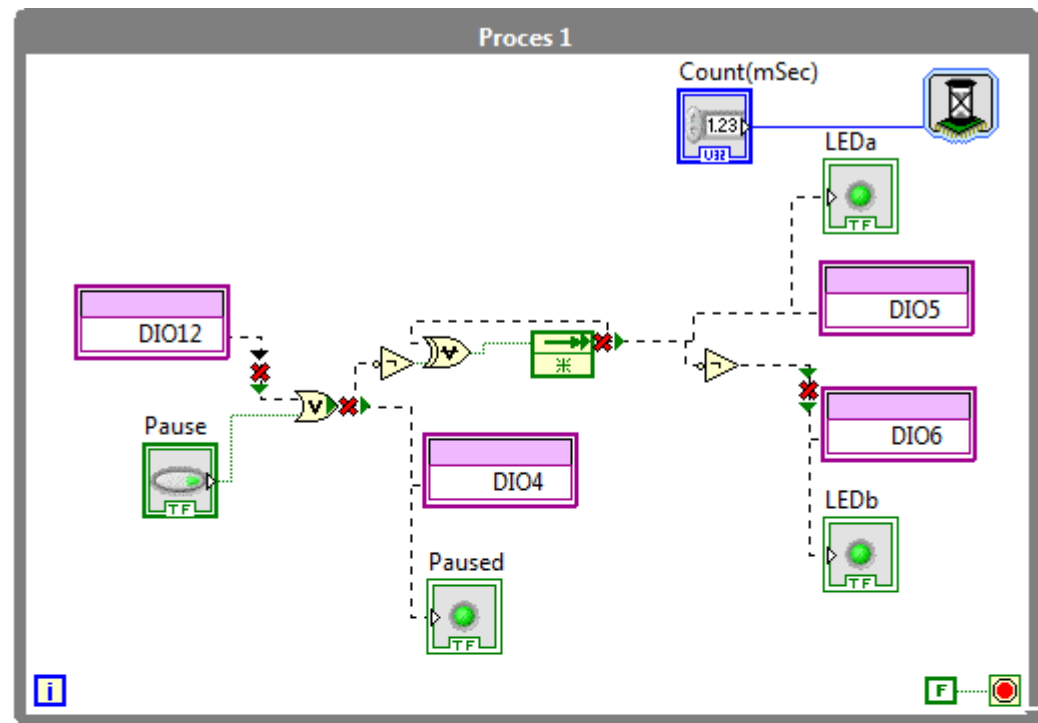 Proces 1
Count(mSec)
1.23
U32
LEDa
TF
DIO12
DIO5
V
V
Pause
TF
DIO4
DIO6
LEDb
TF
Paused
TF
i
F